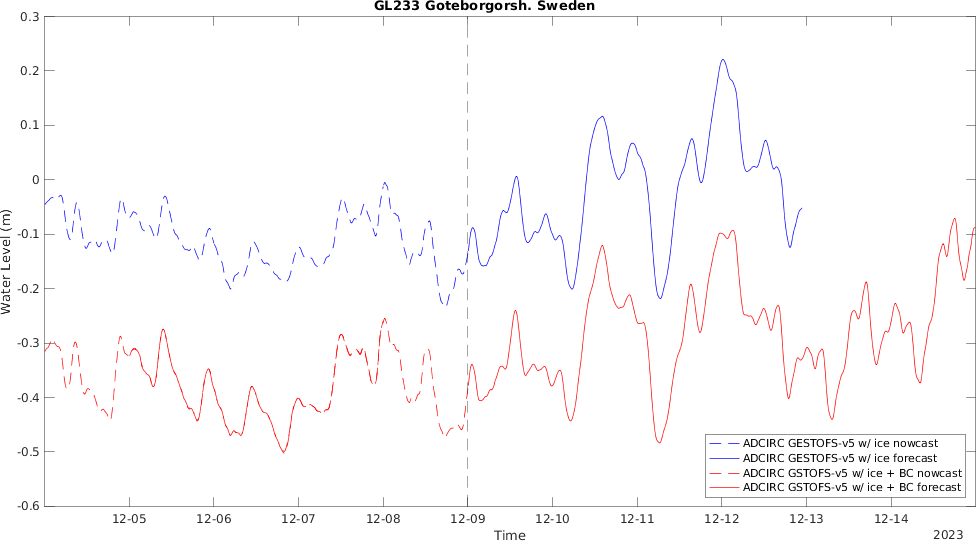 GL233 Goteborgorsh. Sweden
0.3
0.2
0.1
0
-0.1
-0.2
-0.3
-0.4
-0.5
-0.6
Water Level (m)
ADCIRC GESTOFS-v5 w/ ice nowcast
ADCIRC GESTOFS-v5 w/ ice forecast
ADCIRC GSTOFS-v5 w/ ice + BC nowcast
ADCIRC GSTOFS-v5 w/ ice + BC forecast
12-05 12-06 12-07 12-08 12-09 12-10 12-11 12-12 12-13 12-14
Time
2023